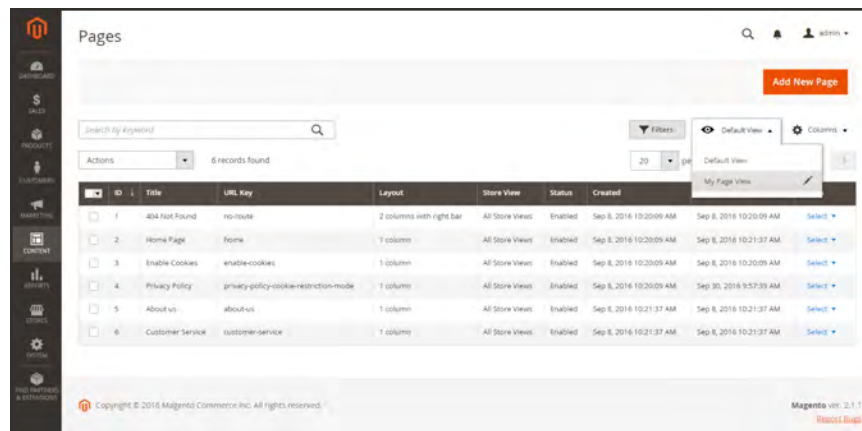 Pages
admin
DASHBOARD
SALES
PRODUCTS
CUSTOMERS
MARKETING
CONTENT
REPORTS
STORES
SYSTEM
FIND PARTNERS
& EXTENSIONS
Add New Page
Search by keyword
Filters
Default View
Columns
Actions
6 records found
20
pe
Default View
My Page View
1
ID ↓ Title URL Key Layout Store View Status Created
1 404 Not Found no-route 2 columns with right bar All Store Views Enabled Sep 8, 2016 10:20:09 AM Sep 8, 2016 10:20:09 AM Select
2 Home Page home 1 column All Store Views Enabled Sep 8, 2016 10:20:09 AM Sep 8, 2016 10:21:37 AM Select
3 Enable Cookies enable-cookies 1 column All Store Views Enabled Sep 8, 2016 10:20:09 AM Sep 8, 2016 10:20:09 AM Select
4 Privacy Policy privacy-policy-cookie-restriction-mode 1 column All Store Views Enabled Sep 8, 2016 10:20:09 AM Sep 30, 2016 9:57:39 AM Select
5 About us about-us 1 column All Store Views Enabled Sep 8, 2016 10:21:37 AM Sep 8, 2016 10:21:37 AM Select
6 Customer Service customer-service 1 column All Store Views Enabled Sep 8, 2016 10:21:37 AM Sep 8, 2016 10:21:37 AM Select
Copyright © 2016 Magento Commerce Inc. All rights reserved.
Magento ver. 2.1.1
Report Bugs